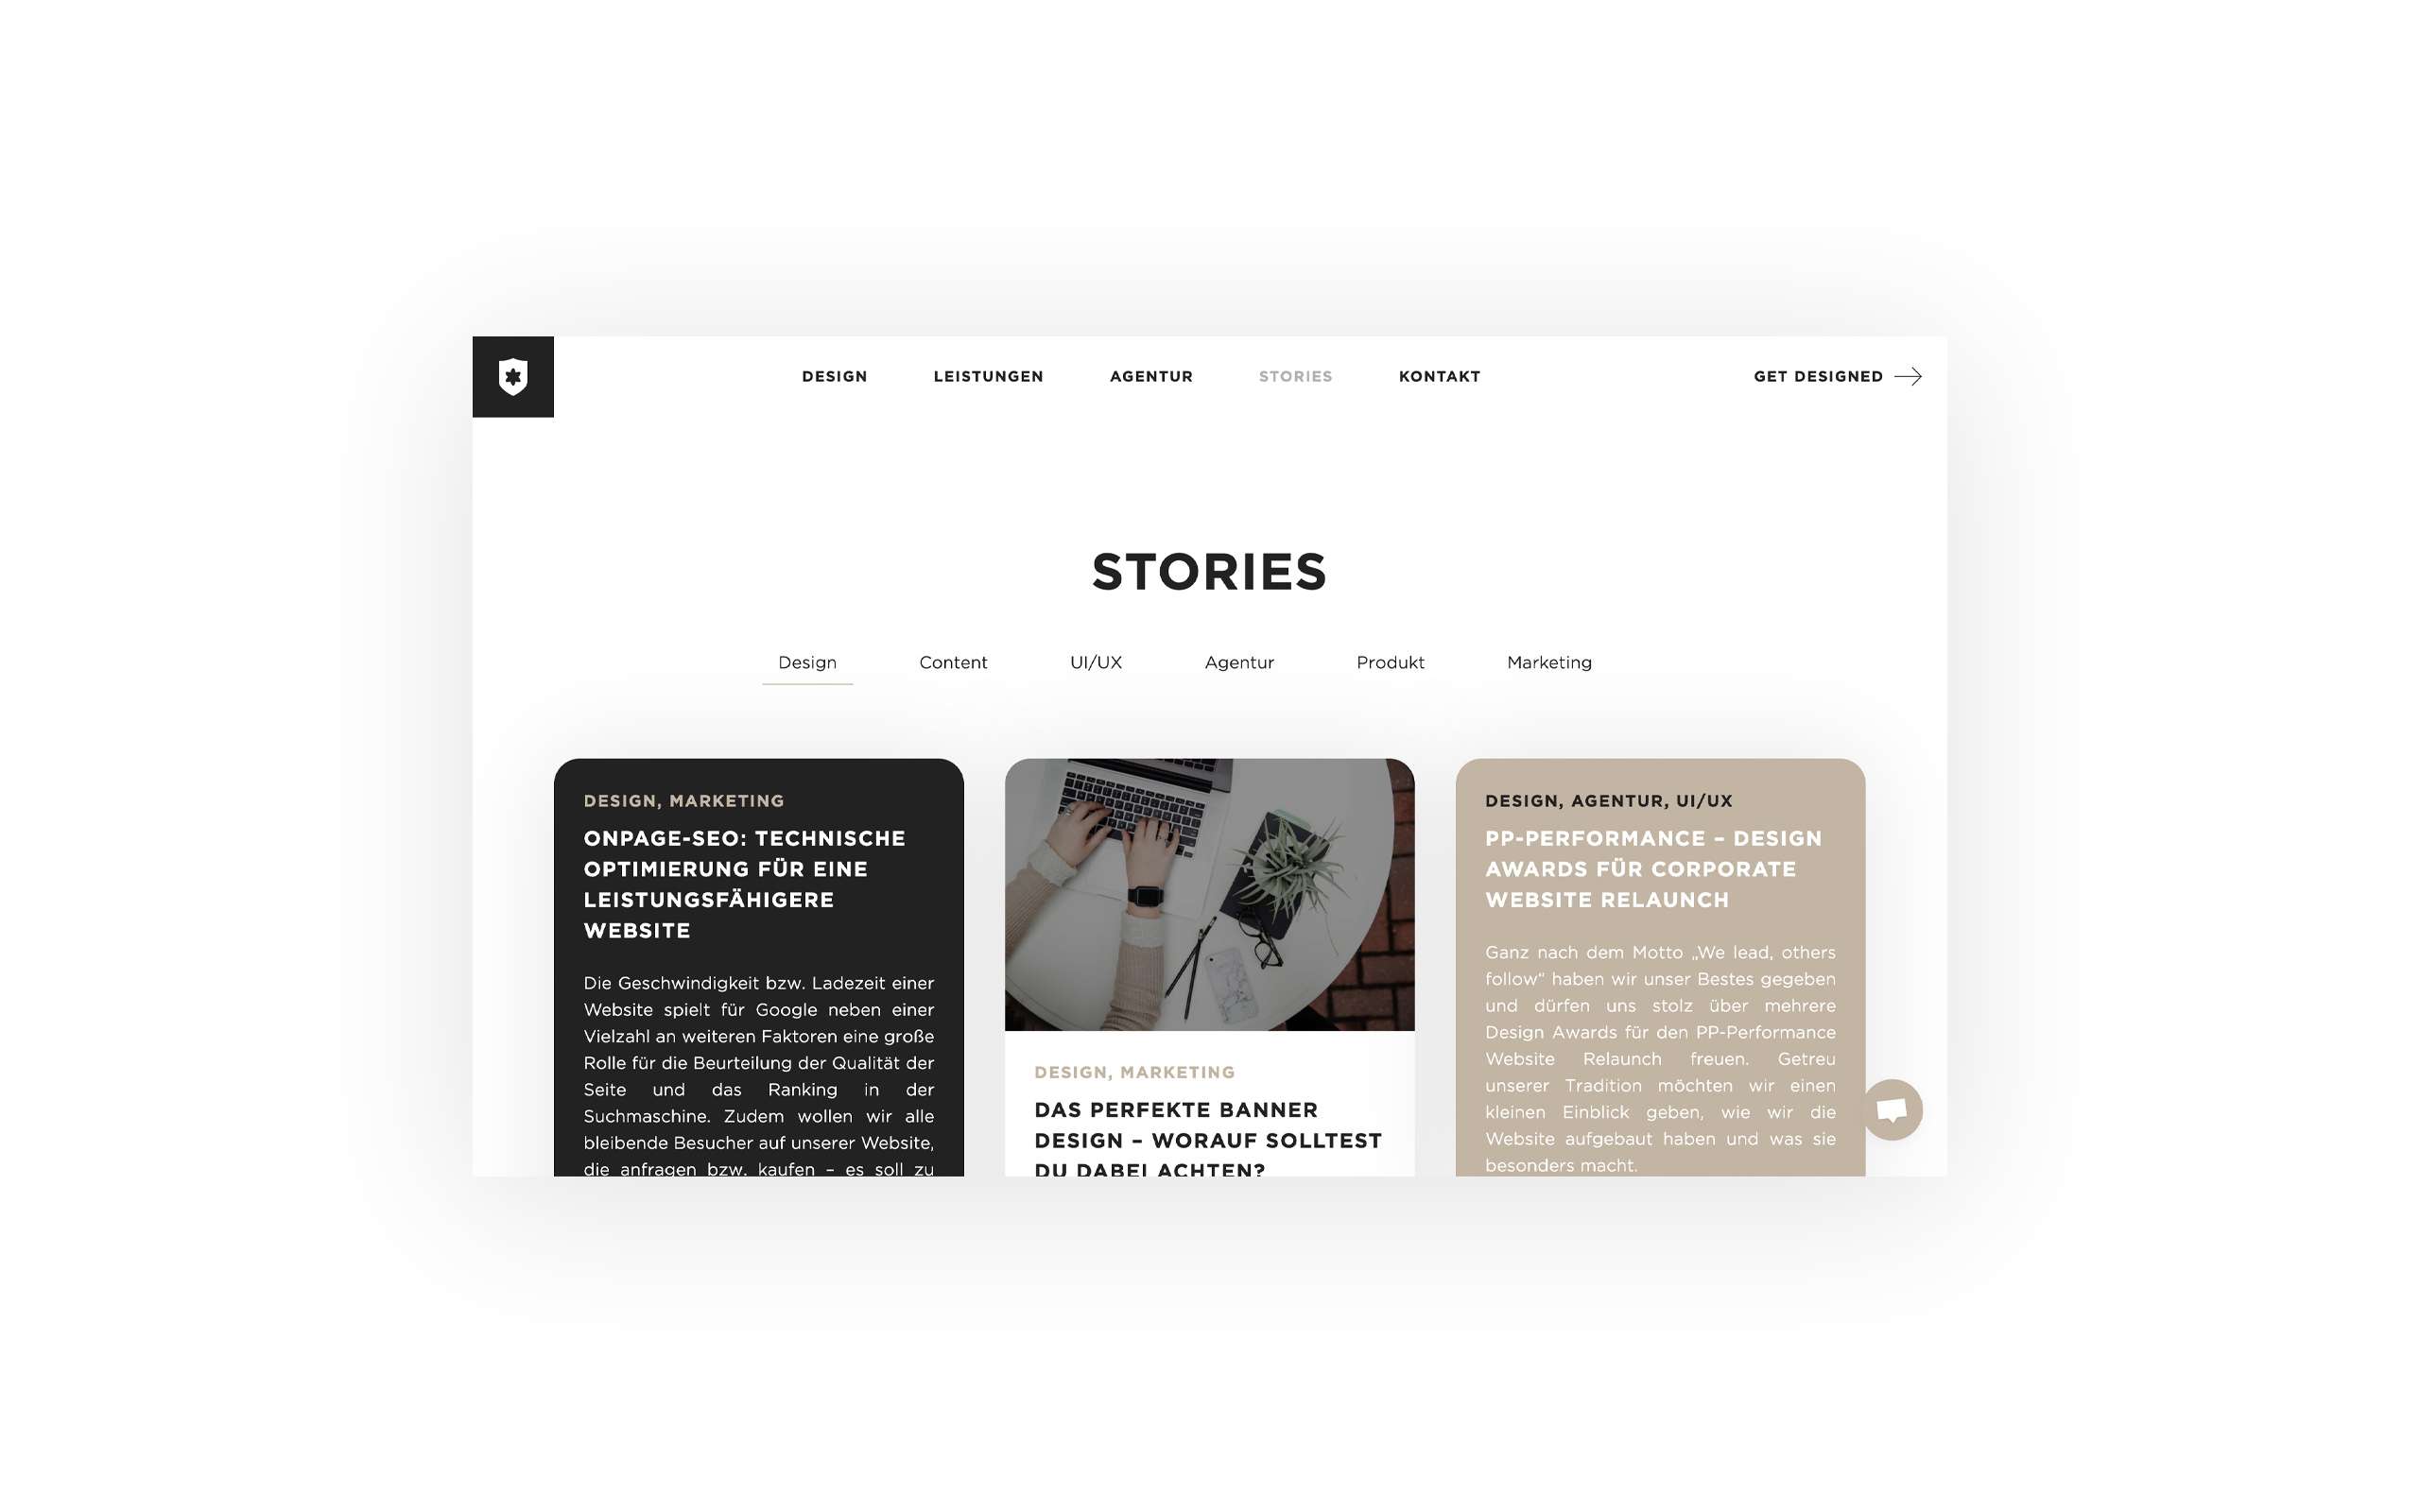 DESIGN LEISTUNGEN AGENTUR STORIES KONTAKT GET DESIGNED
STORIES
Design Content UI/UX Agentur Produkt Marketing
DESIGN, MARKETING
ONPAGE-SEO: TECHNISCHE
OPTIMIERUNG FÜR EINE
LEISTUNGSFÄHIGERE
WEBSITE
Die Geschwindigkeit bzw. Ladezeit einer
Website spielt für Google neben einer
Vielzahl an weiteren Faktoren eine große
Rolle für die Beurteilung der Qualität der
Seite und das Ranking in der
Suchmaschine. Zudem wollen wir alle
bleibende Besucher auf unserer Website,
die anfragen bzw. kaufen – es soll zu
DESIGN, MARKETING
DAS PERFEKTE BANNER
DESIGN – WORAUF SOLLTEST
DU DABEI ACHTEN?
DESIGN, AGENTUR, UI/UX
PP-PERFORMANCE – DESIGN
AWARDS FÜR CORPORATE
WEBSITE RELAUNCH
Ganz nach dem Motto „We lead, others
follow“ haben wir unser Bestes gegeben
und dürfen uns stolz über mehrere
Design Awards für den PP-Performance
Website Relaunch freuen. Getreu
unserer Tradition möchten wir einen
kleinen Einblick geben, wie wir die
Website aufgebaut haben und was sie
besonders macht.